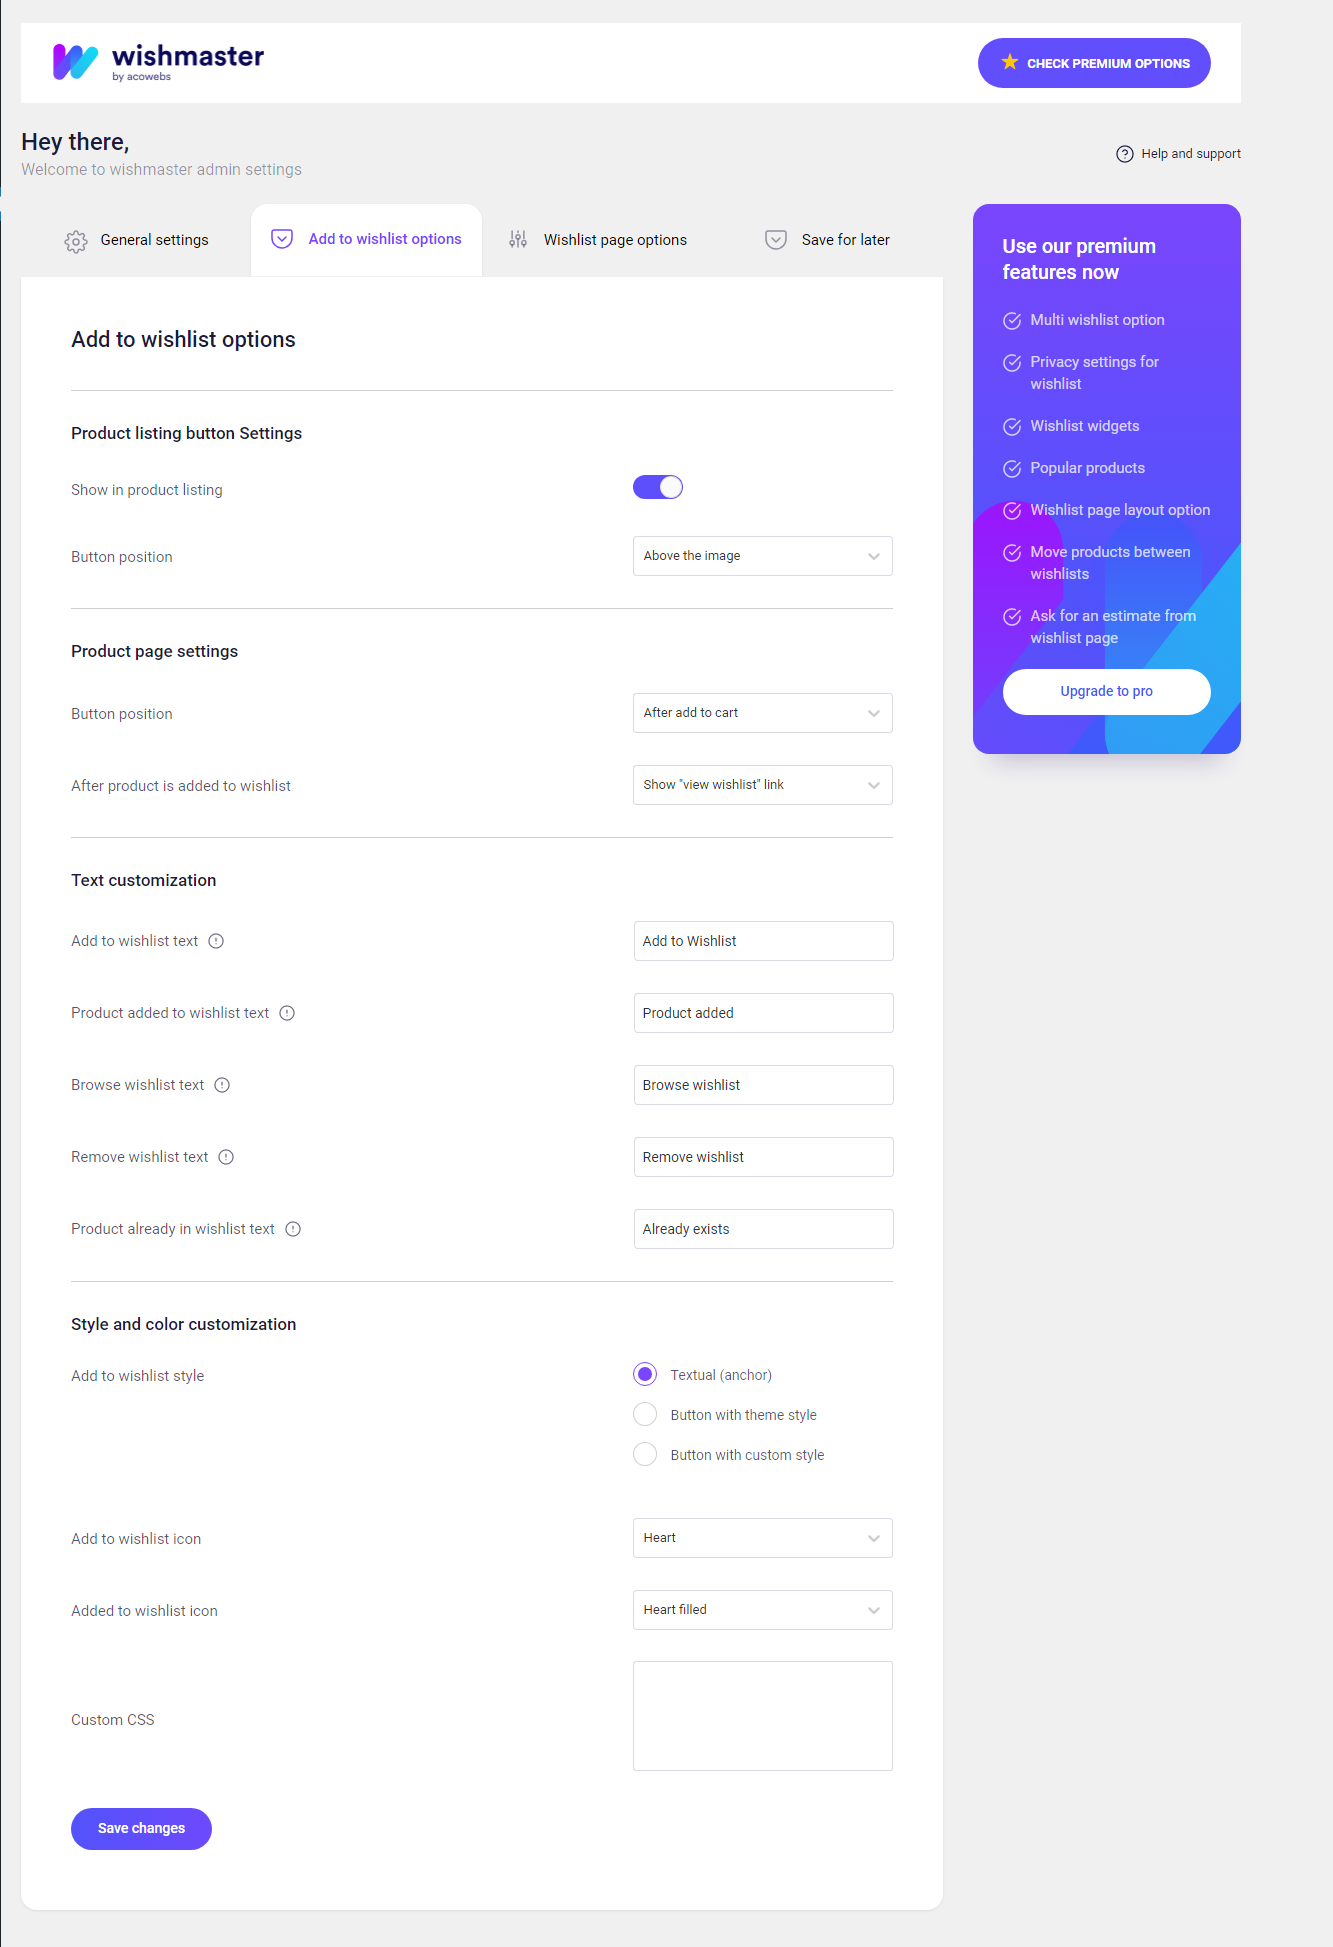 wishmaster
by acowebs
CHECK PREMIUM OPTIONS
Hey there,
Welcome to wishmaster admin settings
Help and support
General settings
Add to wishlist options
Wishlist page options
Save for later
Add to wishlist options
Product listing button Settings
Show in product listing
Button position
Above the image
Product page settings
Button position
After add to cart
After product is added to wishlist
Show "view wishlist" link
Text customization
Add to wishlist text
Add to Wishlist
Product added to wishlist text
Product added
Browse wishlist text
Browse wishlist
Remove wishlist text
Remove wishlist
Product already in wishlist text
Already exists
Style and color customization
Add to wishlist style
Textual (anchor)
Button with theme style
Button with custom style
Add to wishlist icon
Heart
Added to wishlist icon
Heart filled
Custom CSS
Save changes
Use our premium
features now
Multi wishlist option
Privacy settings for
wishlist
Wishlist widgets
Popular products
Wishlist page layout option
Move products between
wishlists
Ask for an estimate from
wishlist page
Upgrade to pro